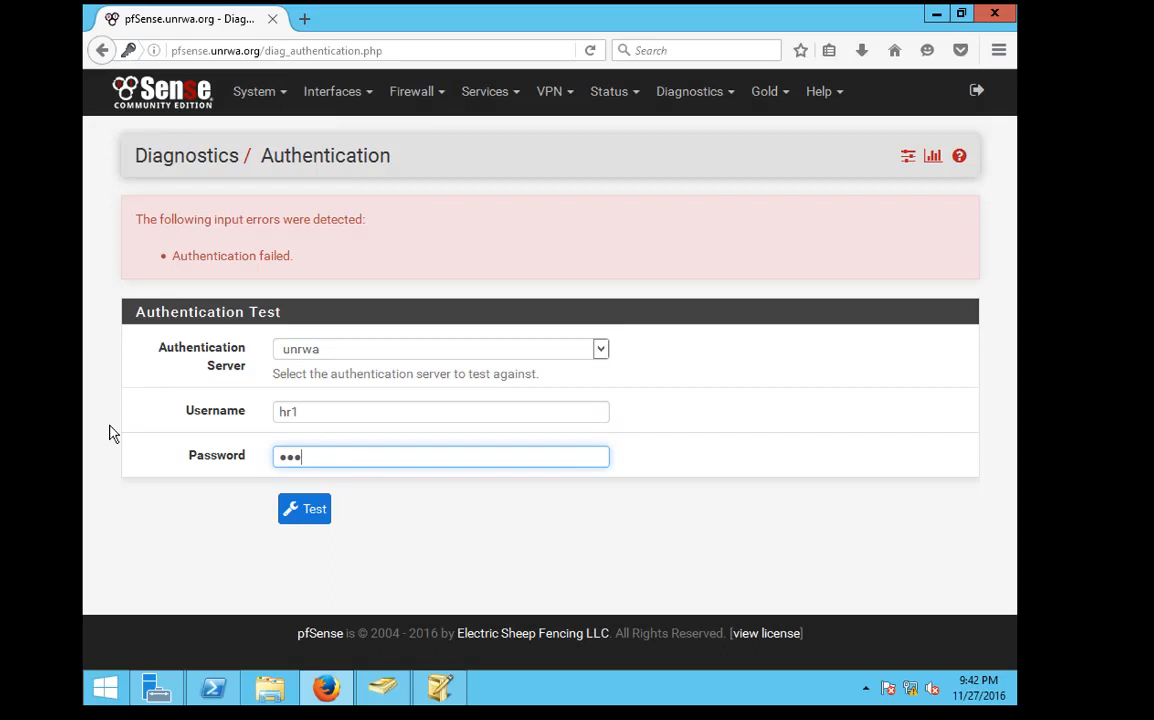 pfSense.unrwa.org - Diag...
pfsense.unrwa.org/diag_authentication.php
Search
Sense
COMMUNITY EDITION
System Interfaces Firewall Services VPN Status Diagnostics Gold Help
Diagnostics / Authentication
The following input errors were detected:
• Authentication failed.
Authentication Test
Authentication Server
unrwa
Select the authentication server to test against.
Username
hr1
Password
•••
Test
pfSense is © 2004 - 2016 by Electric Sheep Fencing LLC. All Rights Reserved. [view license]
9:42 PM
11/27/2016